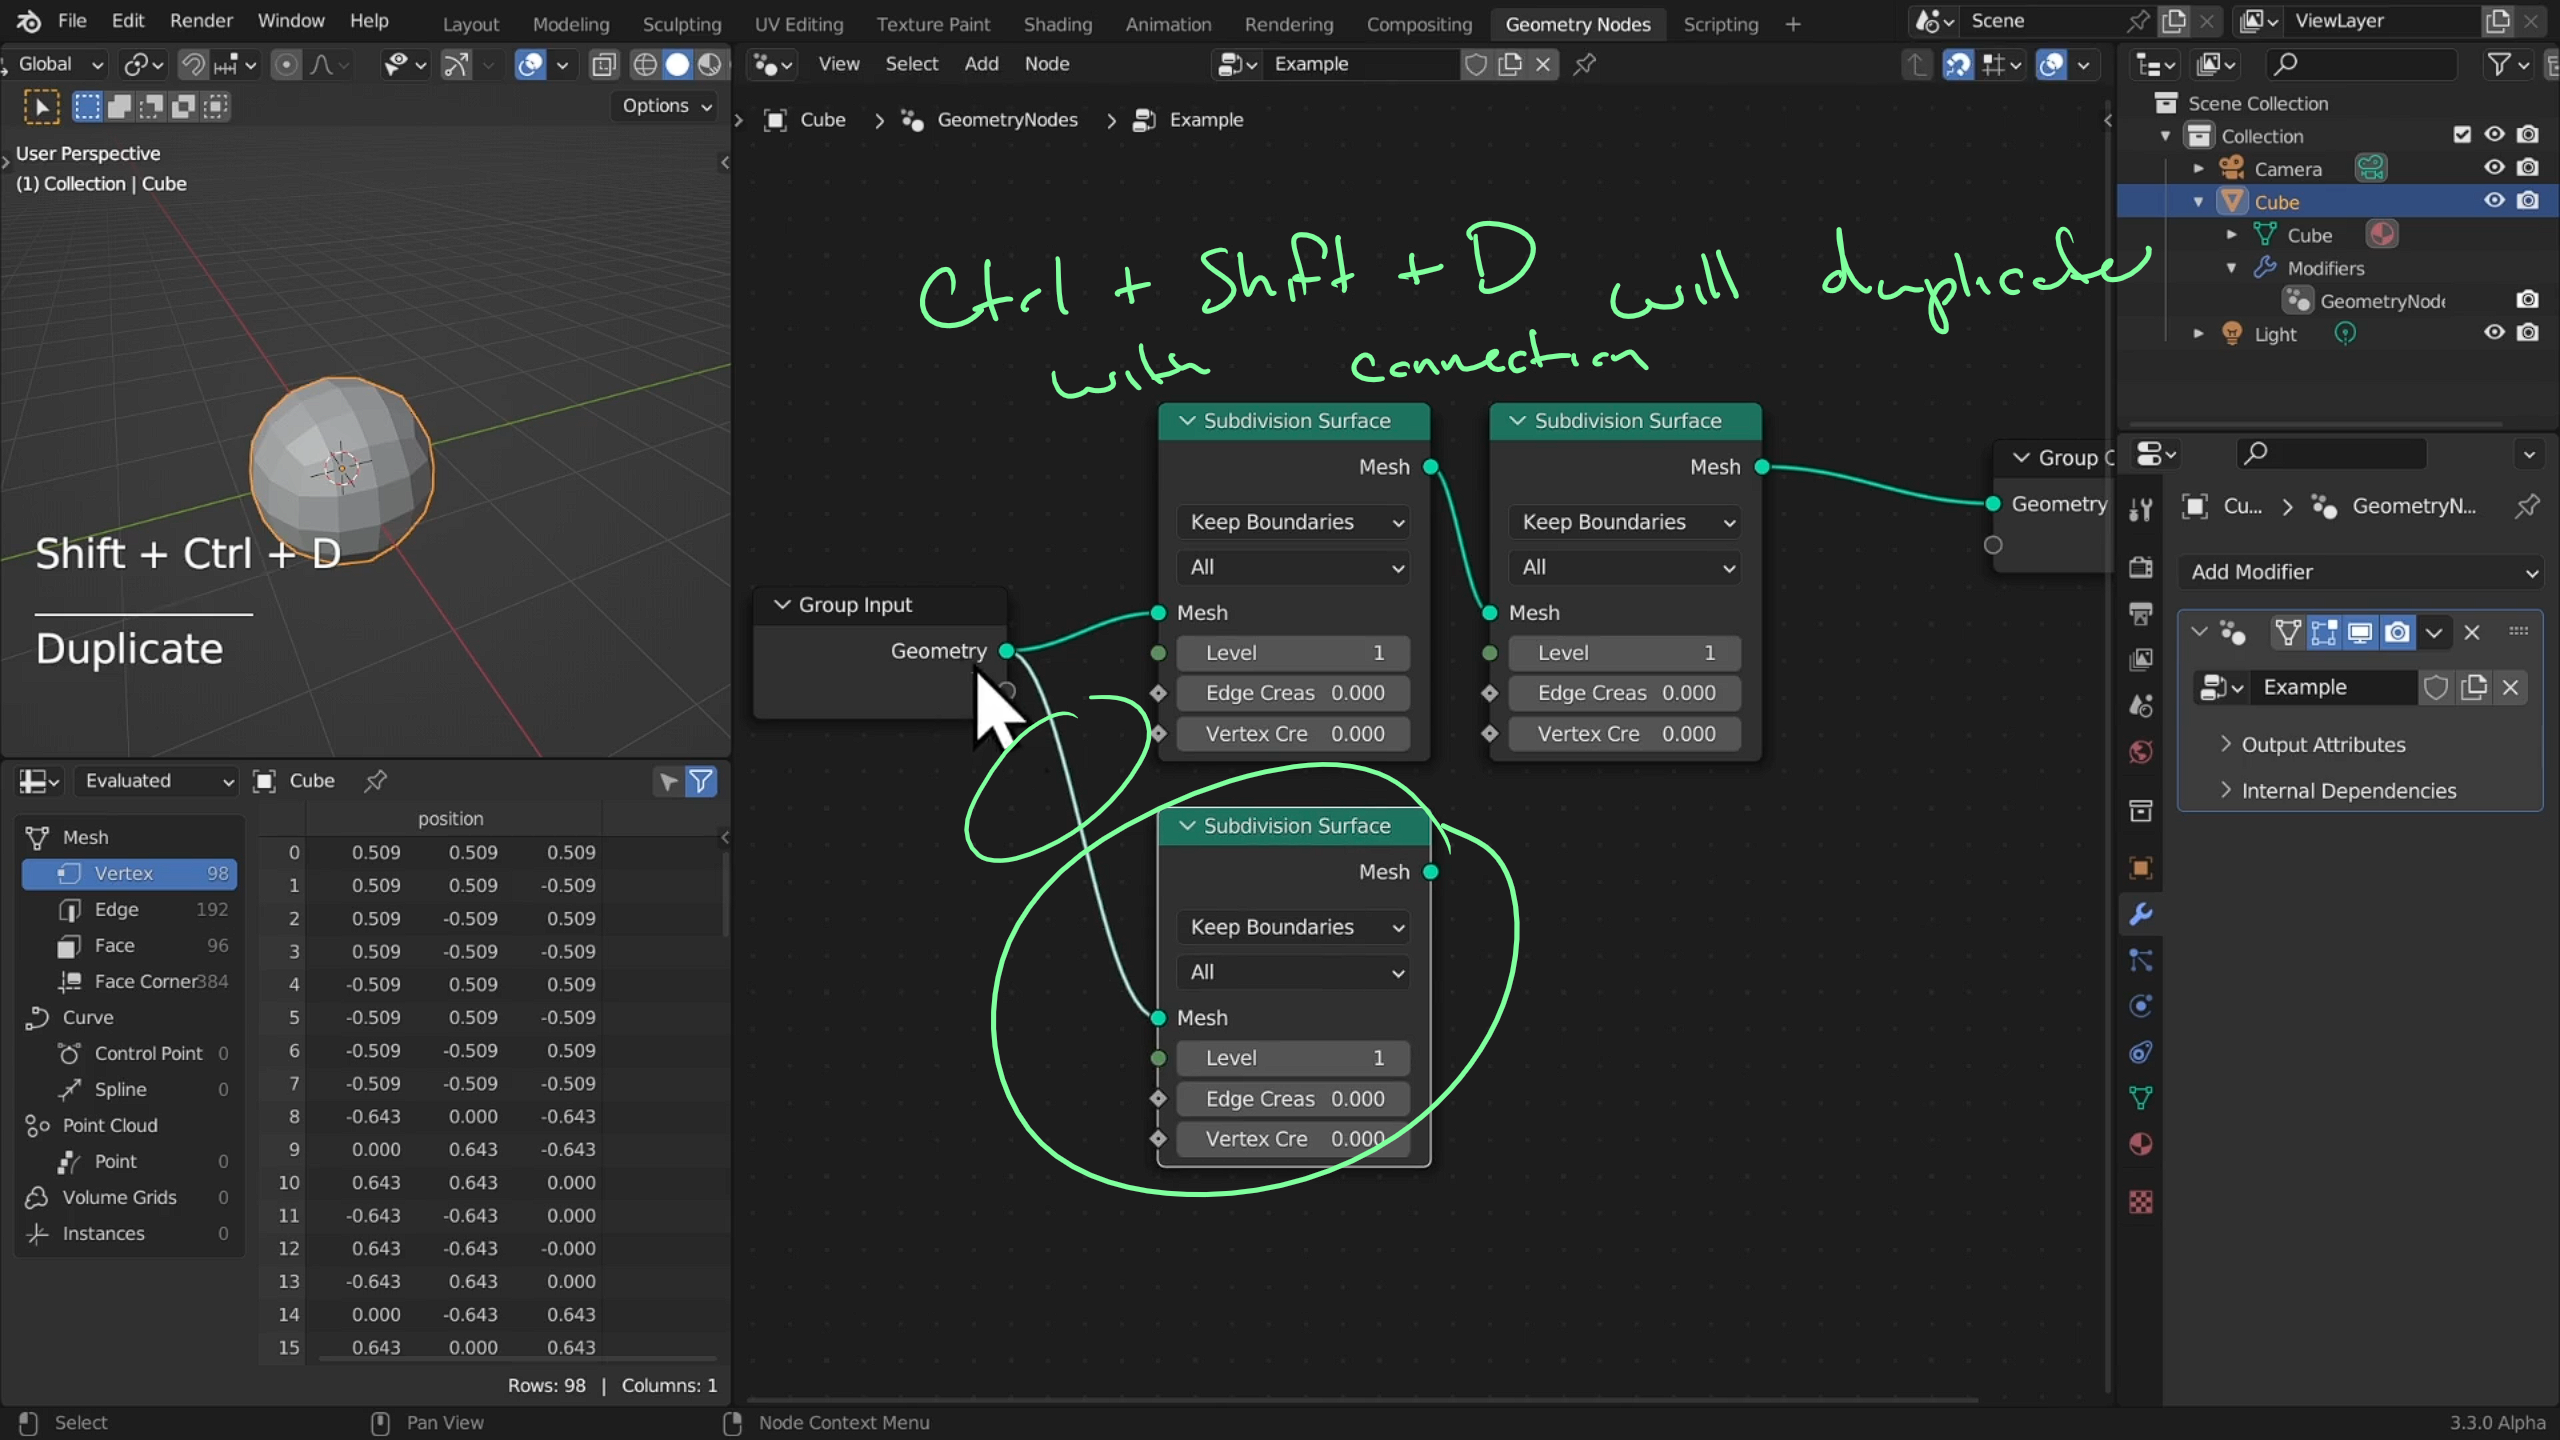 File Edit Render Window Help
Layout Modeling Sculpting UV Editing Texture Paint Shading Animation Rendering Compositing Geometry Nodes Scripting +
Scene
ViewLayer
Global
View Select Add Node
Example
Options
Cube > GeometryNodes > Example
User Perspective
(1) Collection | Cube
Shift + Ctrl + D
Duplicate
Ctrl + Shift + D will duplicate
with connection
Group Input
Geometry
Subdivision Surface
Mesh
Keep Boundaries
All
Mesh
Level 1
Edge Creas 0.000
Vertex Cre 0.000
Subdivision Surface
Mesh
Keep Boundaries
All
Mesh
Level 1
Edge Creas 0.000
Vertex Cre 0.000
Group
Geometry
Subdivision Surface
Mesh
Keep Boundaries
All
Mesh
Level 1
Edge Creas 0.000
Vertex Cre 0.000
Scene Collection
Collection
Camera
Cube
Cube
Modifiers
GeometryNode
Light
Cu... > GeometryN...
Add Modifier
Example
Output Attributes
Internal Dependencies
Evaluated
Cube
Mesh
Vertex 98
Edge 192
Face 96
Face Corner 384
Curve
Control Point 0
Spline 0
Point Cloud
Point 0
Volume Grids 0
Instances 0
position
0 0.509 0.509 0.509
1 0.509 0.509 -0.509
2 0.509 -0.509 0.509
3 0.509 -0.509 -0.509
4 -0.509 0.509 0.509
5 -0.509 0.509 -0.509
6 -0.509 -0.509 0.509
7 -0.509 -0.509 -0.509
8 -0.643 0.000 -0.643
9 0.000 0.643 -0.643
10 0.643 0.643 0.000
11 -0.643 -0.643 0.000
12 0.643 -0.643 -0.000
13 -0.643 0.643 0.000
14 0.000 -0.643 0.643
15 0.643 0.000 0.643
Rows: 98 | Columns: 1
Select
Pan View
Node Context Menu
3.3.0 Alpha